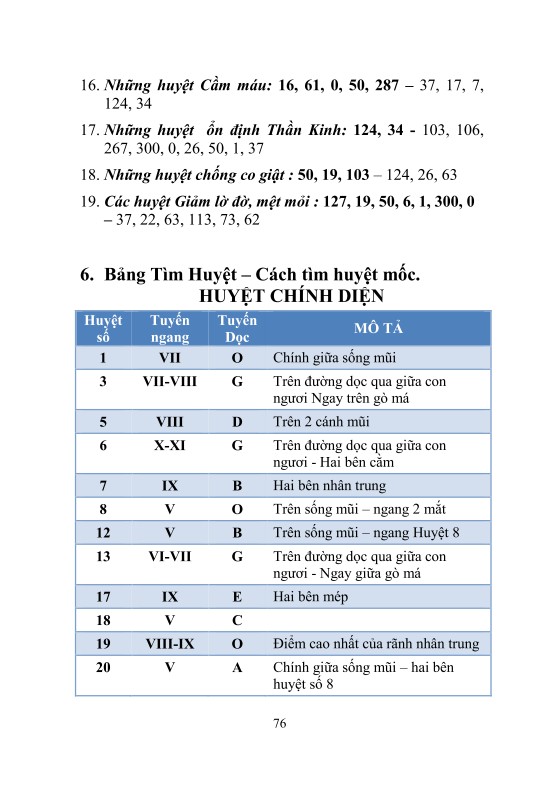 16. Những huyệt Cầm máu: 16, 61, 0, 50, 287 – 37, 17, 7,
124, 34
17. Những huyệt ổn định Thần Kinh: 124, 34 - 103, 106,
267, 300, 0, 26, 50, 1, 37
18. Những huyệt chống co giật : 50, 19, 103 – 124, 26, 63
19. Các huyệt Giảm lờ đờ, mệt mỏi : 127, 19, 50, 6, 1, 300, 0
– 37, 22, 63, 113, 73, 62
6. Bảng Tìm Huyệt – Cách tìm huyệt mốc.
HUYỆT CHÍNH DIỆN
Huyệt số Tuyến ngang Tuyến Dọc MÔ TẢ
1 VII O Chính giữa sống mũi
3 VII-VIII G Trên đường dọc qua giữa con
ngươi Ngay trên gò má
5 VIII D Trên 2 cánh mũi
6 X-XI G Trên đường dọc qua giữa con
ngươi - Hai bên cằm
7 IX B Hai bên nhân trung
8 V O Trên sống mũi – ngang 2 mắt
12 V B Trên sống mũi – ngang Huyệt 8
13 VI-VII G Trên đường dọc qua giữa con
ngươi - Ngay giữa gò má
17 IX E Hai bên mép
18 V C
19 VIII-IX O Điểm cao nhất của rãnh nhân trung
20 V A Chính giữa sống mũi – hai bên
huyệt số 8
76